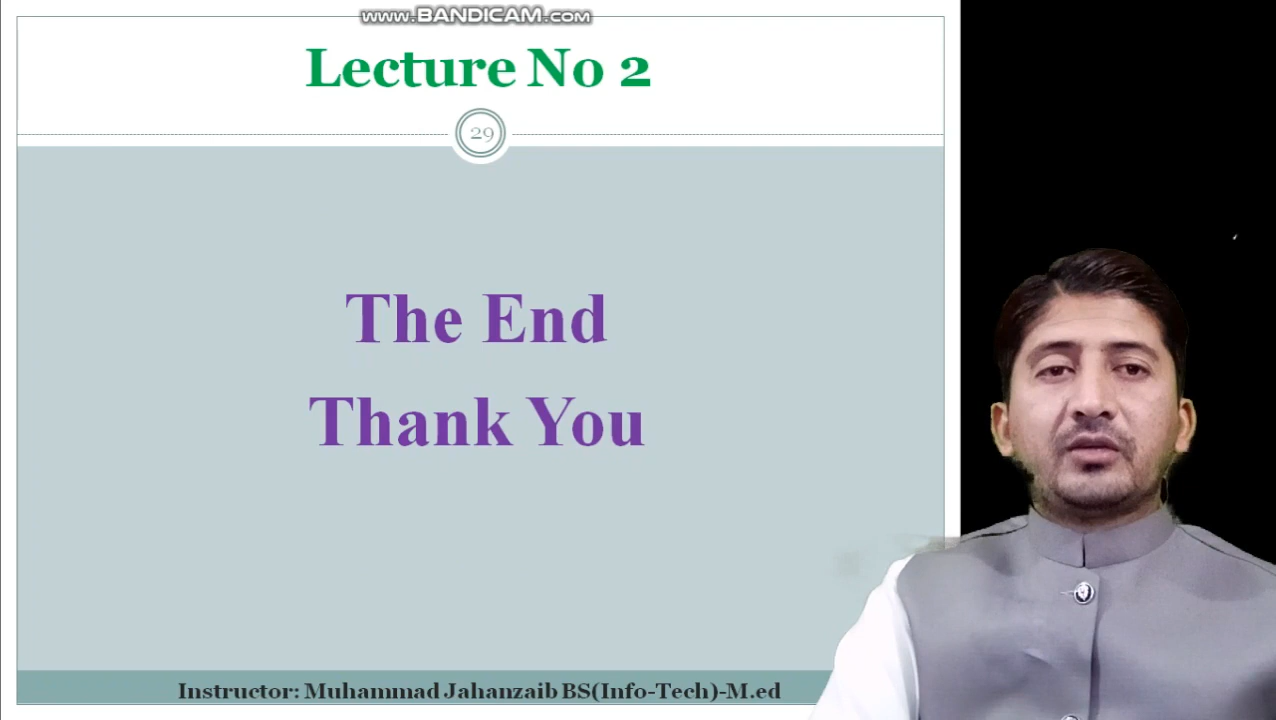 www.BANDICAM.com
Lecture No 2
29
The End
Thank You
Instructor: Muhammad Jahanzaib BS(Info-Tech)-M.ed